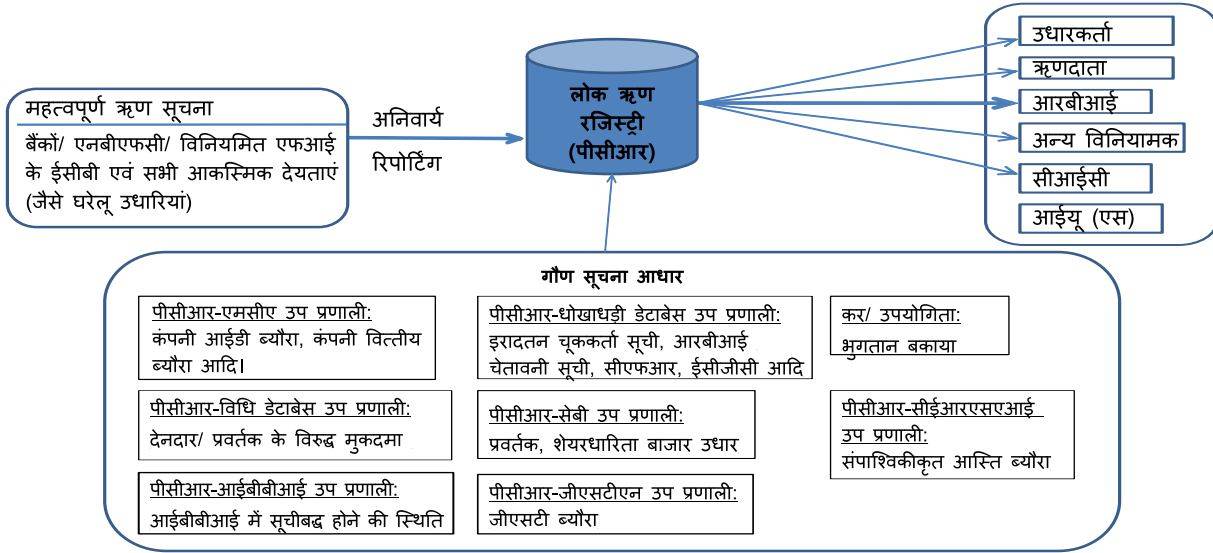 महत्वपूर्ण ऋण सूचना
बैंकों/ एनबीएफसी/ विनियमित एफआई
के ईसीबी एवं सभी आकस्मिक देयताएं
(जैसे घरेलू उधारियां)
अनिवार्य
रिपोर्टिंग
लोक ऋण
रजिस्ट्री
(पीसीआर)
उधारकर्ता
ऋणदाता
आरबीआई
अन्य विनियामक
सीआईसी
आईयू (एस)
गौण सूचना आधार
पीसीआर-एमसीए उप प्रणाली:
कंपनी आईडी ब्यौरा, कंपनी वित्तीय
ब्यौरा आदि।
पीसीआर-धोखाधड़ी डेटाबेस उप प्रणाली:
इरादतन चूककर्ता सूची, आरबीआई
चेतावनी सूची, सीएफआर, ईसीजीसी आदि
कर/ उपयोगिता:
भुगतान बकाया
पीसीआर-विधि डेटाबेस उप प्रणाली:
देनदार/ प्रवर्तक के विरुद्ध मुकदमा
पीसीआर-सेबी उप प्रणाली:
प्रवर्तक, शेयरधारिता बाजार उधार
पीसीआर-सीईआरएसएआई
उप प्रणाली:
संपाश्विकीकृत आस्ति ब्यौरा
पीसीआर-आईबीबीआई उप प्रणाली:
आईबीबीआई में सूचीबद्ध होने की स्थिति
पीसीआर-जीएसटीएन उप प्रणाली:
जीएसटी ब्यौरा